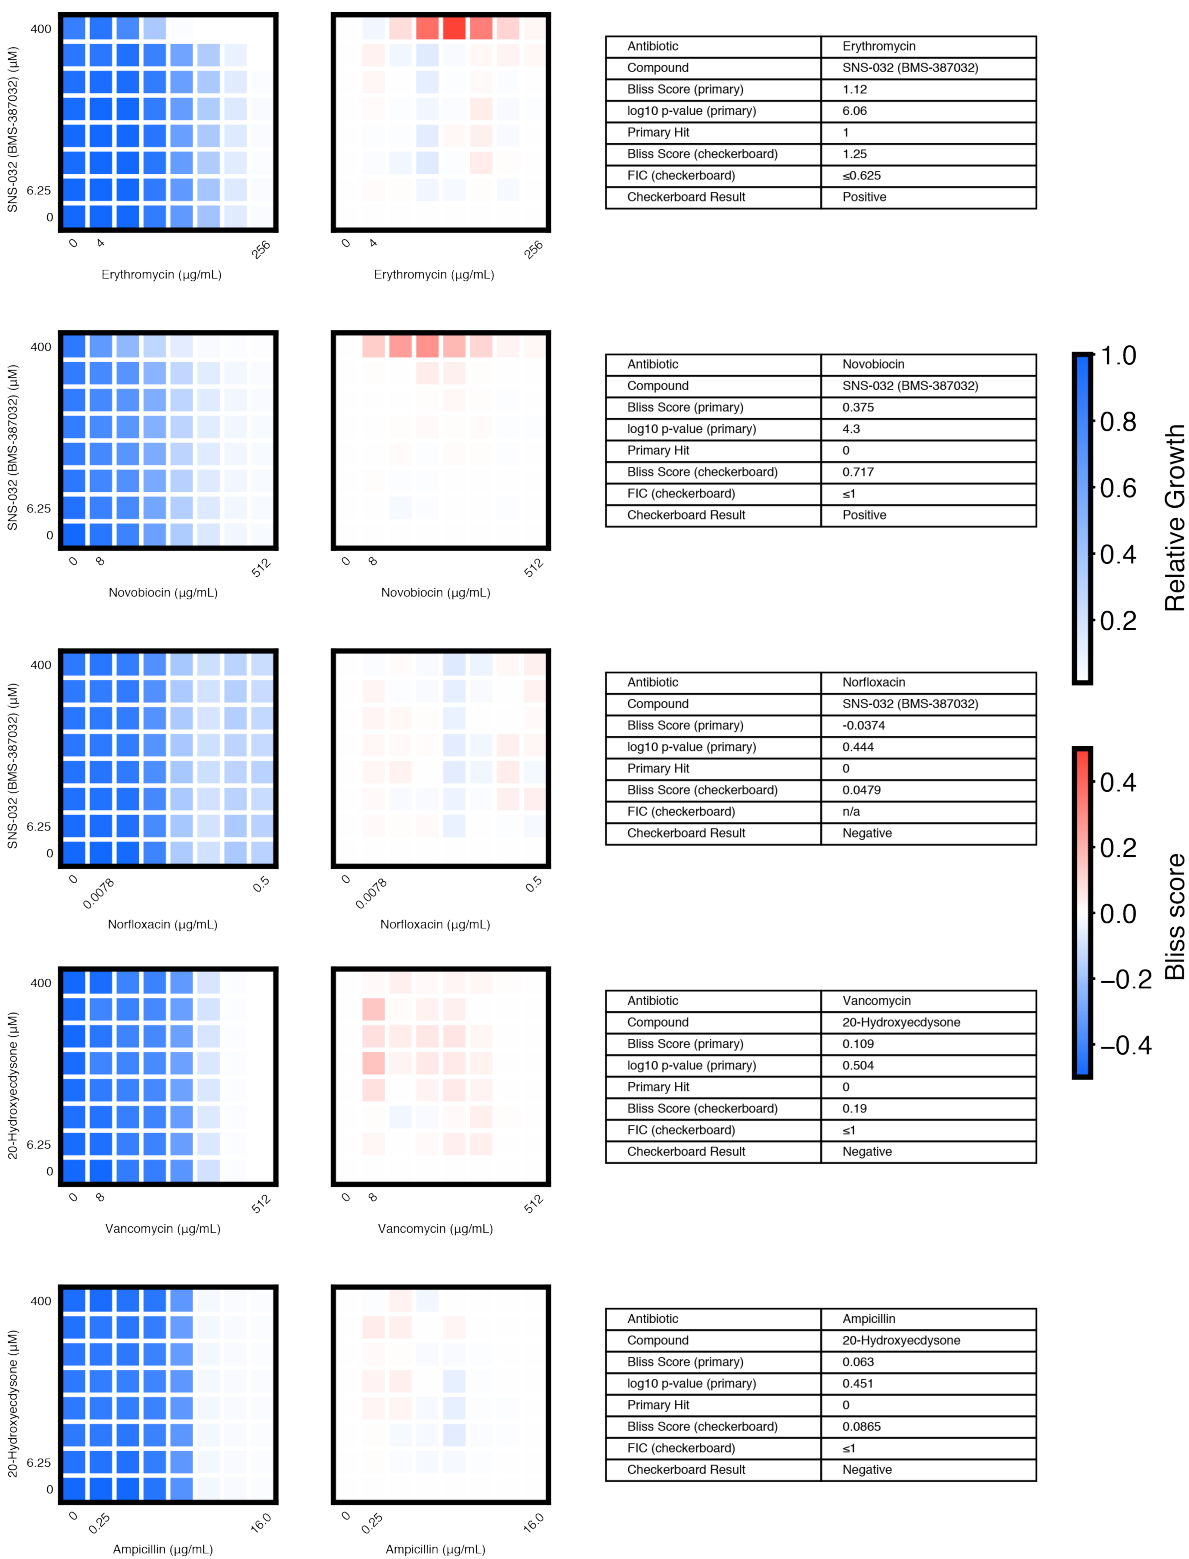 400
6.25
0
SNS-032 (BMS-387032) (µM)
0 4 256
Erythromycin (µg/mL)
0 4 256
Erythromycin (µg/mL)
Antibiotic Erythromycin
Compound SNS-032 (BMS-387032)
Bliss Score (primary) 1.12
log10 p-value (primary) 6.06
Primary Hit 1
Bliss Score (checkerboard) 1.25
FIC (checkerboard) ≤0.625
Checkerboard Result Positive
400
6.25
0
SNS-032 (BMS-387032) (µM)
0 8 512
Novobiocin (µg/mL)
0 8 512
Novobiocin (µg/mL)
Antibiotic Novobiocin
Compound SNS-032 (BMS-387032)
Bliss Score (primary) 0.375
log10 p-value (primary) 4.3
Primary Hit 0
Bliss Score (checkerboard) 0.717
FIC (checkerboard) ≤1
Checkerboard Result Positive
1.0
0.8
0.6
0.4
0.2
Relative Growth
400
6.25
0
SNS-032 (BMS-387032) (µM)
0 0.0078 0.5
Norfloxacin (µg/mL)
0 0.0078 0.5
Norfloxacin (µg/mL)
Antibiotic Norfloxacin
Compound SNS-032 (BMS-387032)
Bliss Score (primary) -0.0374
log10 p-value (primary) 0.444
Primary Hit 0
Bliss Score (checkerboard) 0.0479
FIC (checkerboard) n/a
Checkerboard Result Negative
0.4
0.2
0.0
−0.2
−0.4
Bliss score
400
6.25
0
20-Hydroxyecdysone (µM)
0 8 512
Vancomycin (µg/mL)
0 8 512
Vancomycin (µg/mL)
Antibiotic Vancomycin
Compound 20-Hydroxyecdysone
Bliss Score (primary) 0.109
log10 p-value (primary) 0.504
Primary Hit 0
Bliss Score (checkerboard) 0.19
FIC (checkerboard) ≤1
Checkerboard Result Negative
400
6.25
0
20-Hydroxyecdysone (µM)
0 0.25 16.0
Ampicillin (µg/mL)
0 0.25 16.0
Ampicillin (µg/mL)
Antibiotic Ampicillin
Compound 20-Hydroxyecdysone
Bliss Score (primary) 0.063
log10 p-value (primary) 0.451
Primary Hit 0
Bliss Score (checkerboard) 0.0865
FIC (checkerboard) ≤1
Checkerboard Result Negative